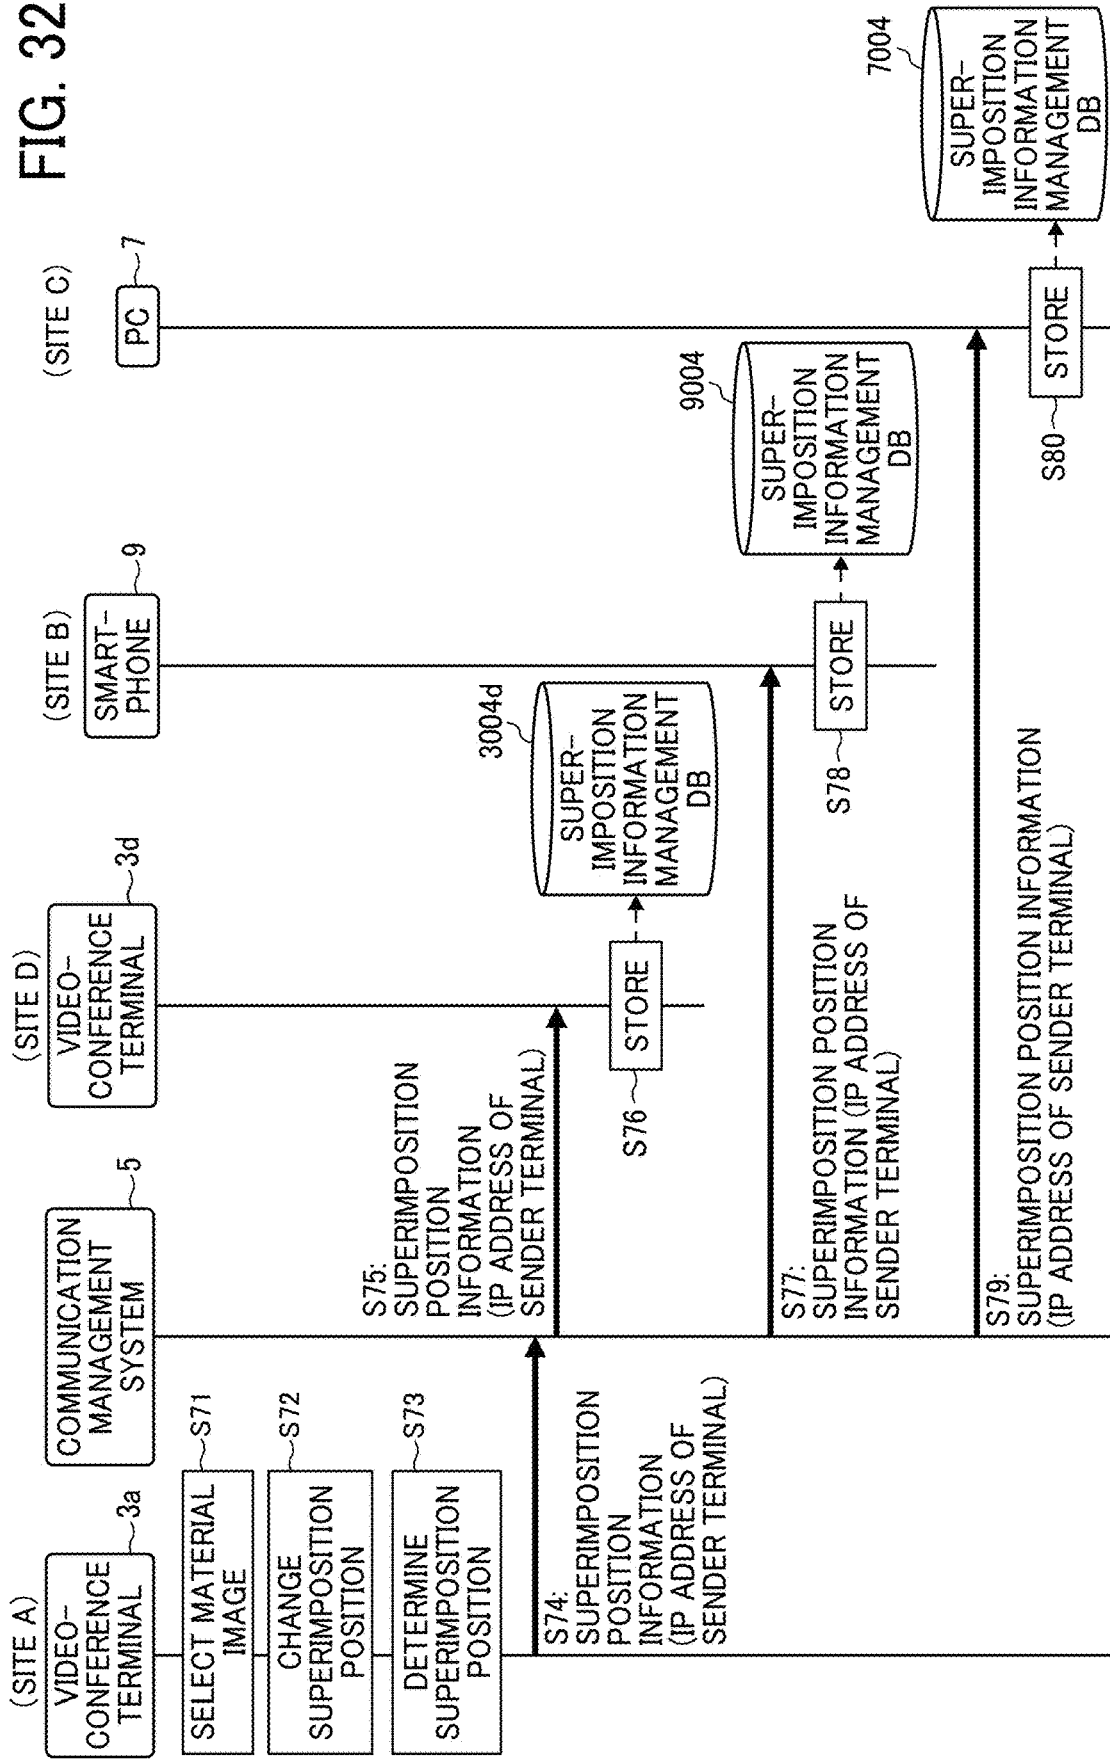 FIG. 32
(SITE A)
VIDEO-
CONFERENCE
TERMINAL
3a
COMMUNICATION
MANAGEMENT
SYSTEM
5
(SITE D)
VIDEO-
CONFERENCE
TERMINAL
3d
(SITE B)
SMART-
PHONE
9
(SITE C)
PC
7
SELECT MATERIAL
IMAGE
S71
CHANGE
SUPERIMPOSITION
POSITION
S72
DETERMINE
SUPERIMPOSITION
POSITION
S73
S74:
SUPERIMPOSITION
POSITION
INFORMATION
(IP ADDRESS OF
SENDER TERMINAL)
S75:
SUPERIMPOSITION
POSITION
INFORMATION
(IP ADDRESS OF
SENDER TERMINAL)
S76
STORE
3004d
SUPER-
IMPOSITION
INFORMATION
MANAGEMENT
DB
S77:
SUPERIMPOSITION POSITION
INFORMATION (IP ADDRESS OF
SENDER TERMINAL)
S78
STORE
9004
SUPER-
IMPOSITION
INFORMATION
MANAGEMENT
DB
S79:
SUPERIMPOSITION POSITION INFORMATION
(IP ADDRESS OF SENDER TERMINAL)
S80
STORE
7004
SUPER-
IMPOSITION
INFORMATION
MANAGEMENT
DB